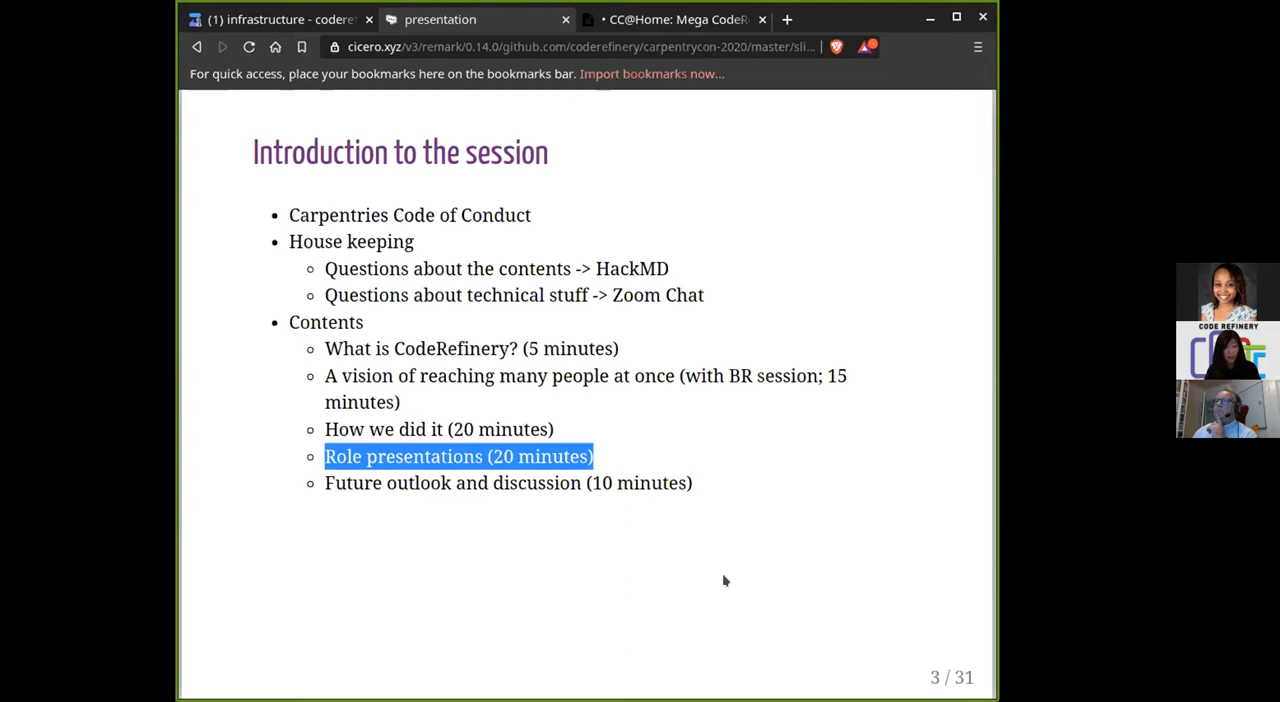 (1) infrastructure - coderef
presentation
• CC@Home: Mega CodeR
cicero.xyz/v3/remark/0.14.0/github.com/coderefinery/carpentrycon-2020/master/sli...
For quick access, place your bookmarks here on the bookmarks bar. Import bookmarks now...
Introduction to the session
• Carpentries Code of Conduct
• House keeping
◦ Questions about the contents -> HackMD
◦ Questions about technical stuff -> Zoom Chat
• Contents
◦ What is CodeRefinery? (5 minutes)
◦ A vision of reaching many people at once (with BR session; 15
minutes)
◦ How we did it (20 minutes)
◦ Role presentations (20 minutes)
◦ Future outlook and discussion (10 minutes)
3 / 31
CODE REFINERY